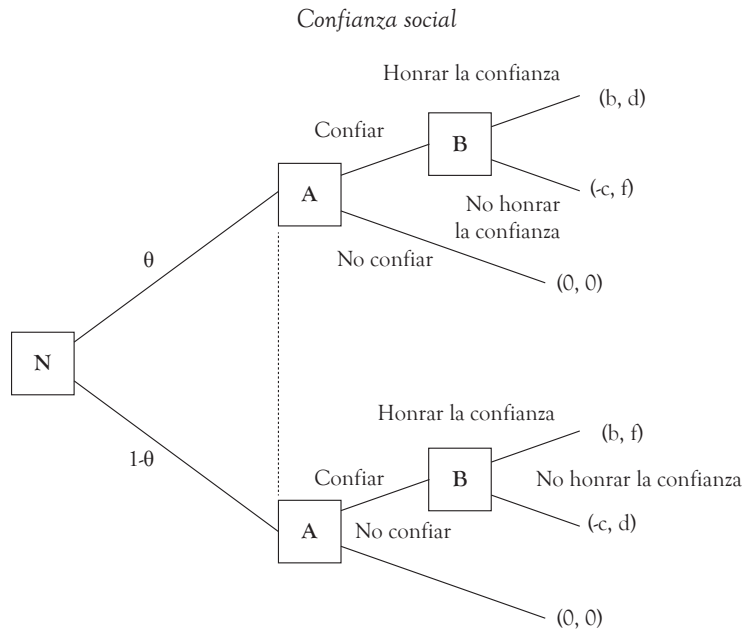 Confianza social
Honrar la confianza
(b, d)
Confiar
B
A
(-c, f)
No honrar
la confianza
No confiar
θ
(0, 0)
N
Honrar la confianza
(b, f)
1-θ
Confiar
B
No honrar la confianza
A
No confiar
(-c, d)
(0, 0)